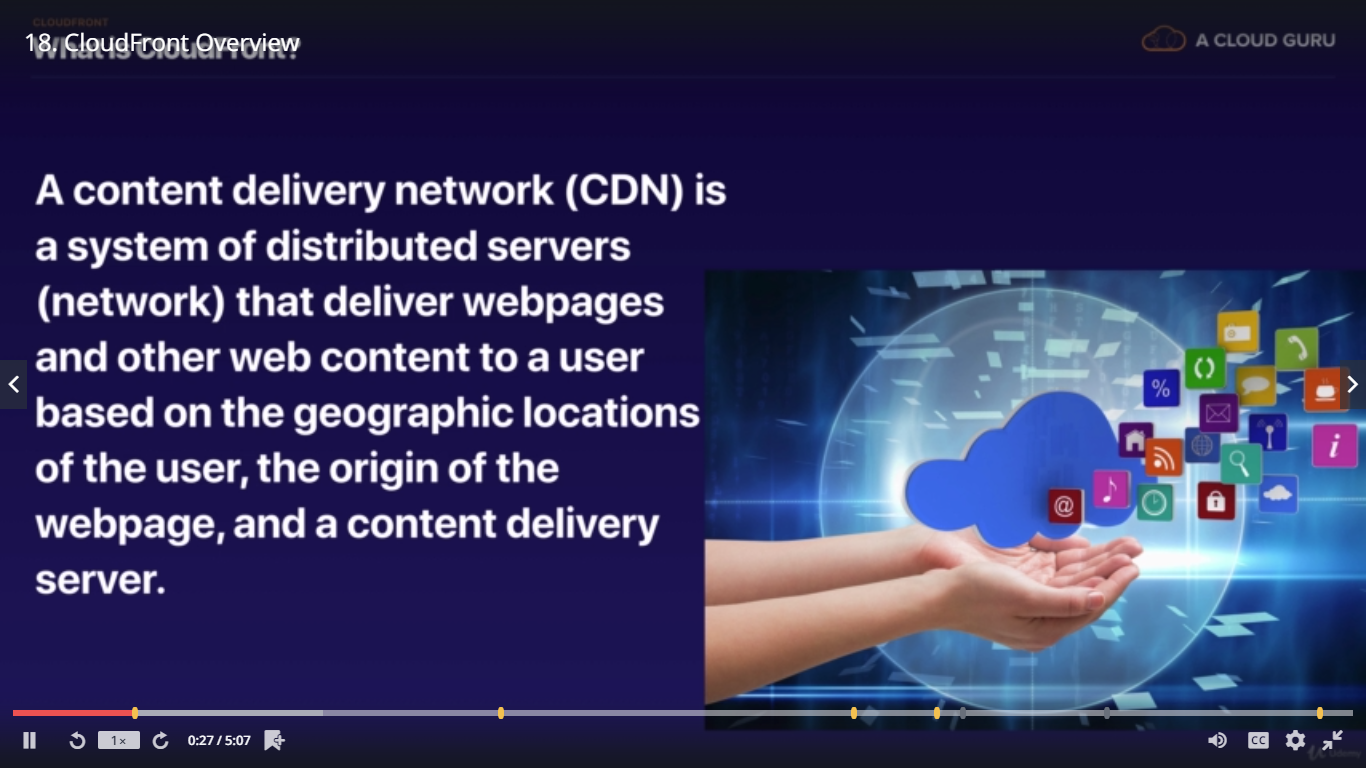 CLOUDFRONT
18. CloudFront Overview
What is CloudFront?
A CLOUD GURU
A content delivery network (CDN) is
a system of distributed servers
(network) that deliver webpages
and other web content to a user
based on the geographic locations
of the user, the origin of the
webpage, and a content delivery
server.
%
i
@
1×
0:27 / 5:07
CC
Udemy